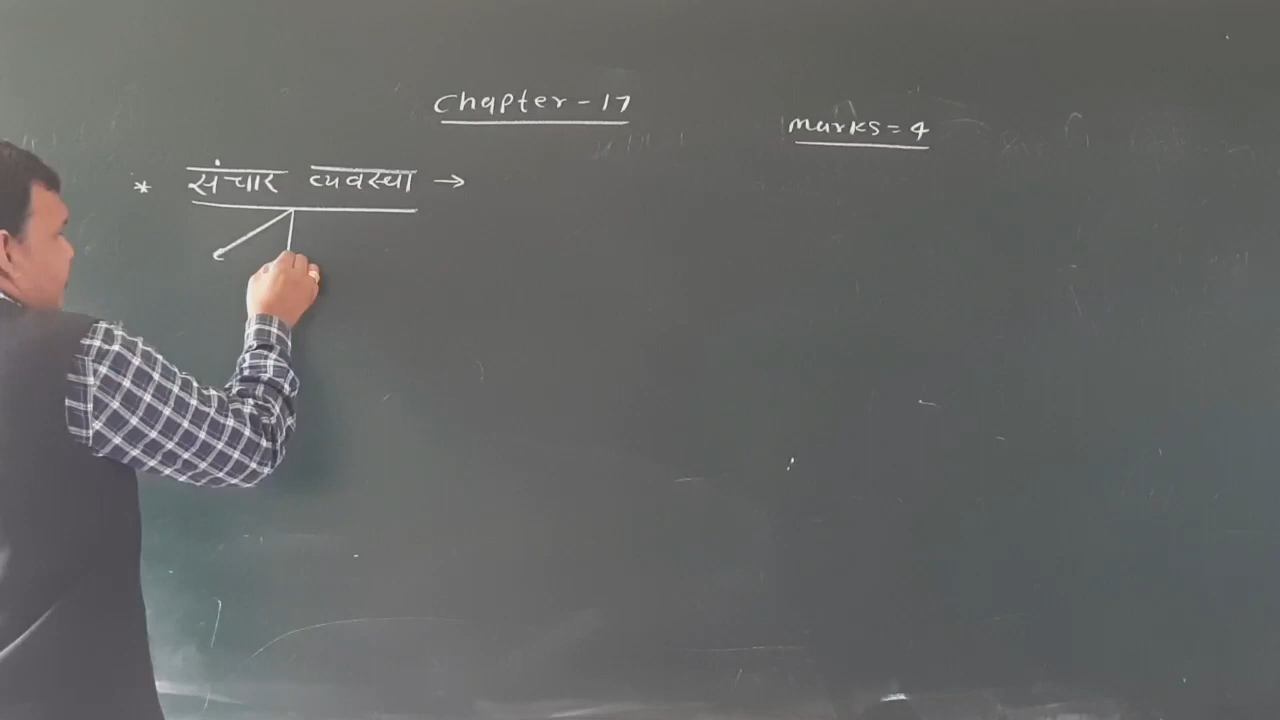 Chapter - 17
marks = 4
* संचार व्यवस्था →